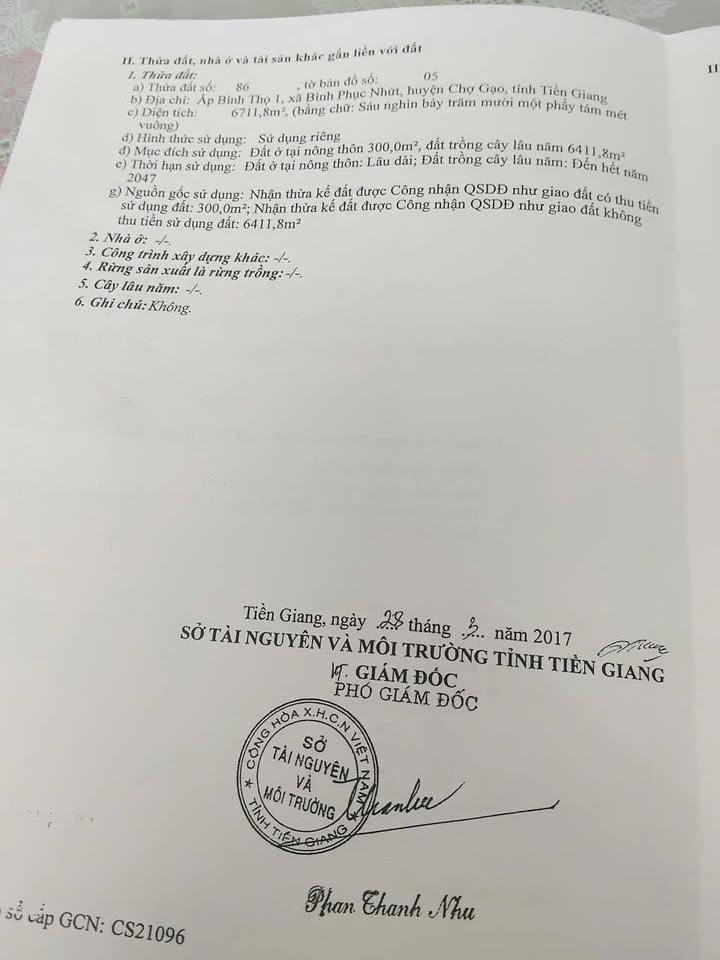 II. Thửa đất, nhà ở và tài sản khác gắn liền với đất
1. Thửa đất:
a) Thửa đất số: 86 , tờ bản đồ số: 05
b) Địa chỉ: Ấp Bình Thọ 1, xã Bình Phục Nhứt, huyện Chợ Gạo, tỉnh Tiền Giang
c) Diện tích: 6711,8m², (bằng chữ: Sáu nghìn bảy trăm mười một phẩy tám mét
vuông)
d) Hình thức sử dụng: Sử dụng riêng
đ) Mục đích sử dụng: Đất ở tại nông thôn 300,0m², đất trồng cây lâu năm 6411,8m²
e) Thời hạn sử dụng: Đất ở tại nông thôn: Lâu dài; Đất trồng cây lâu năm: Đến hết năm
2047
g) Nguồn gốc sử dụng: Nhận thừa kế đất được Công nhận QSDĐ như giao đất có thu tiền
sử dụng đất: 300,0m²; Nhận thừa kế đất được Công nhận QSDĐ như giao đất không
thu tiền sử dụng đất: 6411,8m²
2. Nhà ở: -/-.
3. Công trình xây dựng khác: -/-.
4. Rừng sản xuất là rừng trồng: -/-.
5. Cây lâu năm: -/-.
6. Ghi chú: Không.
II
Tiền Giang, ngày 28 tháng 3 năm 2017
SỞ TÀI NGUYÊN VÀ MÔI TRƯỜNG TỈNH TIỀN GIANG
KT. GIÁM ĐỐC
PHÓ GIÁM ĐỐC
CỘNG HÒA X.H.C.N VIỆT NAM
SỞ
TÀI NGUYÊN
VÀ
MÔI TRƯỜNG
TỈNH TIỀN GIANG
Phan Thanh Nhu
số cấp GCN: CS21096